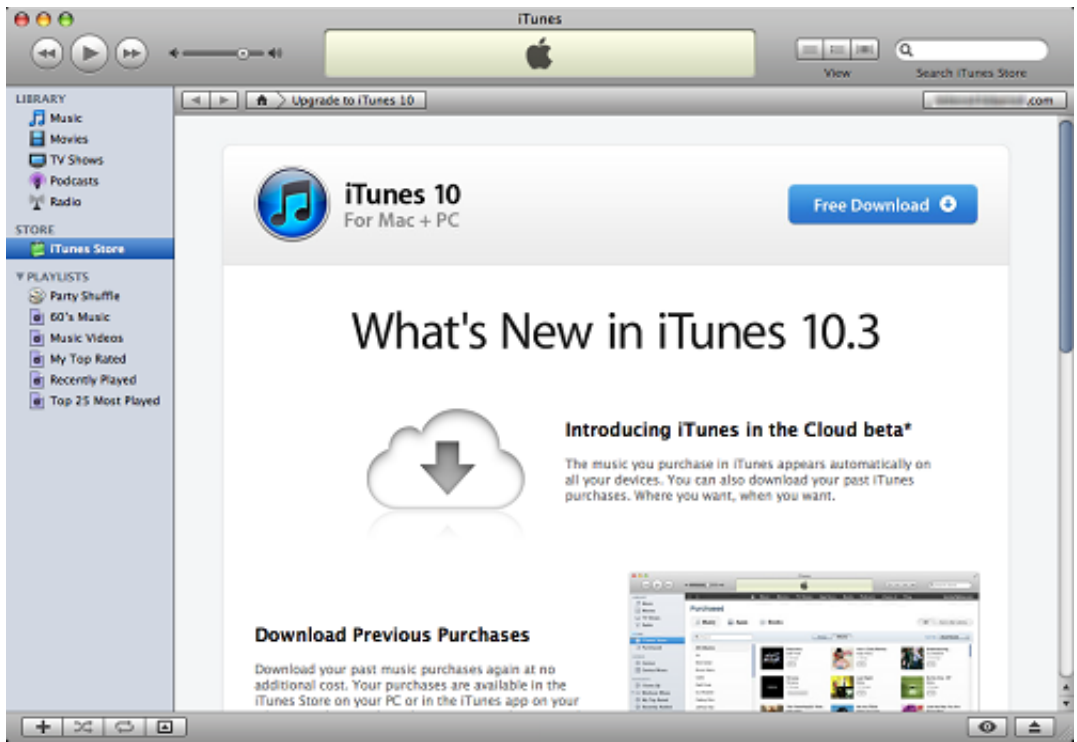 iTunes
View
Search iTunes Store
LIBRARY
Music
Movies
TV Shows
Podcasts
Radio
STORE
iTunes Store
PLAYLISTS
Party Shuffle
60's Music
Music Videos
My Top Rated
Recently Played
Top 25 Most Played
Upgrade to iTunes 10
.com
iTunes 10
For Mac + PC
Free Download
What's New in iTunes 10.3
Introducing iTunes in the Cloud beta*
The music you purchase in iTunes appears automatically on
all your devices. You can also download your past iTunes
purchases. Where you want, when you want.
Download Previous Purchases
Download your past music purchases again at no
additional cost. Your purchases are available in the
iTunes Store on your PC or in the iTunes app on your
Purchased